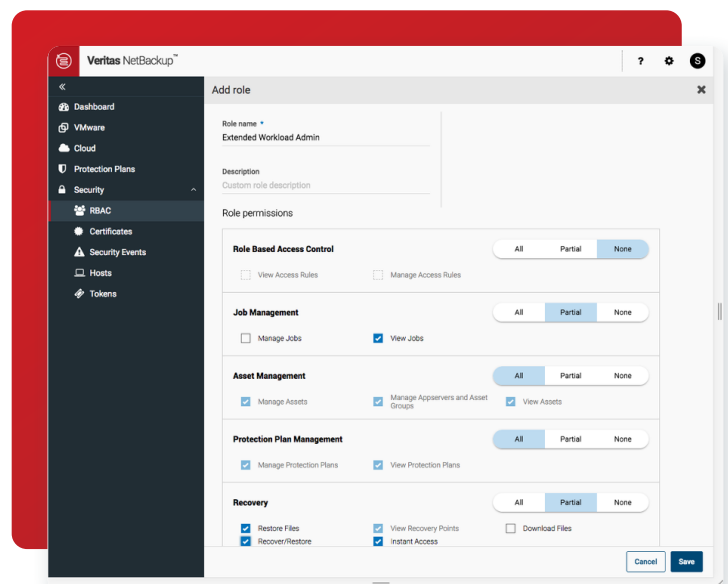 Veritas NetBackup™
?
S
«
Add role
Dashboard
VMware
Cloud
Protection Plans
Security
RBAC
Certificates
Security Events
Hosts
Tokens
Role name *
Extended Workload Admin
Description
Custom role description
Role permissions
Role Based Access Control
All Partial None
View Access Rules
Manage Access Rules
Job Management
All Partial None
Manage Jobs
View Jobs
Asset Management
All Partial None
Manage Assets
Manage Appservers and Asset
Groups
View Assets
Protection Plan Management
All Partial None
Manage Protection Plans
View Protection Plans
Recovery
All Partial None
Restore Files
View Recovery Points
Download Files
Recover/Restore
Instant Access
Cancel
Save